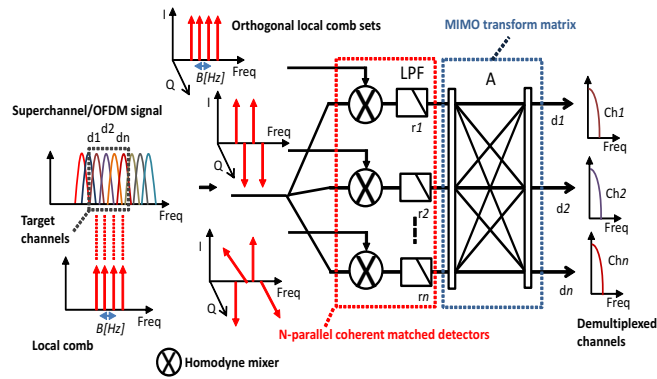 Orthogonal local comb sets
MIMO transform matrix
I
Q
B[Hz]
Freq
Superchannel/OFDM signal
d1 d2 dn
Target
channels
Freq
I
Freq
Q
I
Freq
Q
I
B[Hz]
Freq
Q
Local comb
LPF
A
r1
r2
rn
d1
d2
dn
Ch1
Freq
Ch2
Freq
Chn
Freq
N-parallel coherent matched detectors
Demultiplexed
channels
Homodyne mixer